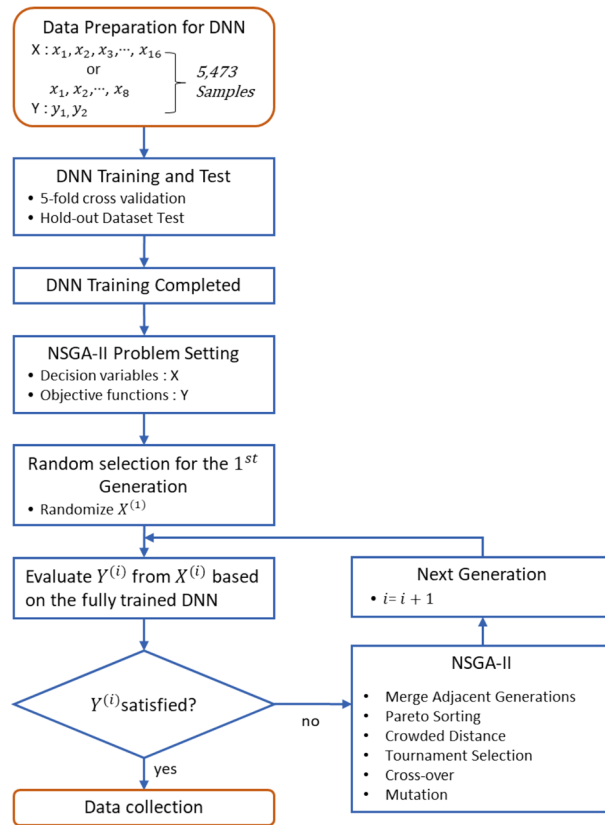 Data Preparation for DNN
X : x₁, x₂, x₃,⋯, x₁₆
or
x₁, x₂,⋯, x₈
Y : y₁, y₂
5,473
Samples
DNN Training and Test
• 5-fold cross validation
• Hold-out Dataset Test
DNN Training Completed
NSGA-II Problem Setting
• Decision variables : X
• Objective functions : Y
Random selection for the 1ˢᵗ
Generation
• Randomize X⁽¹⁾
Evaluate Y⁽ⁱ⁾ from X⁽ⁱ⁾ based
on the fully trained DNN
Next Generation
• i= i + 1
Y⁽ⁱ⁾satisfied?
no
yes
NSGA-II
• Merge Adjacent Generations
• Pareto Sorting
• Crowded Distance
• Tournament Selection
• Cross-over
• Mutation
Data collection